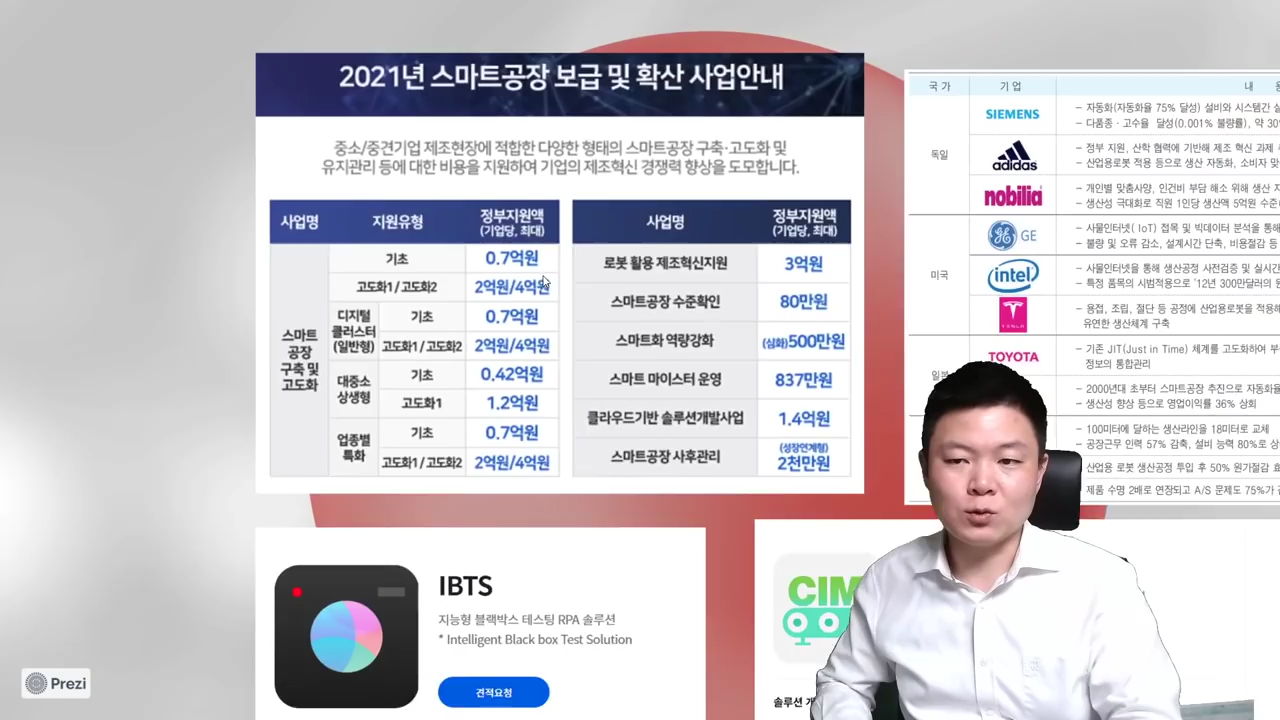 2021년 스마트공장 보급 및 확산 사업안내
중소/중견기업 제조현장에 적합한 다양한 형태의 스마트공장 구축·고도화 및
유지관리 등에 대한 비용을 지원하여 기업의 제조혁신 경쟁력 향상을 도모합니다.
사업명 지원유형 정부지원액
(기업당, 최대)
스마트
공장
구축 및
고도화
기초 0.7억원
고도화1 / 고도화2 2억원/4억원
디지털
클러스터
(일반형)
기초 0.7억원
고도화1 / 고도화2 2억원/4억원
대중소
상생형
기초 0.42억원
고도화1 1.2억원
업종별
특화
기초 0.7억원
고도화1 / 고도화2 2억원/4억원
사업명 정부지원액
(기업당, 최대)
로봇 활용 제조혁신지원 3억원
스마트공장 수준확인 80만원
스마트화 역량강화 (심화)500만원
스마트 마이스터 운영 837만원
클라우드기반 솔루션개발사업 1.4억원
스마트공장 사후관리 (성장연계형)
2천만원
국 가 기 업 내
독일
SIEMENS
- 자동화(자동화율 75% 달성) 설비와 시스템간 실
- 다품종 · 고수율 달성(0.001% 불량률), 약 30
adidas
- 정부 지원, 산학 협력에 기반해 제조 혁신 과제
- 산업용로봇 적용 등으로 생산 자동화, 소비자 맞
nobilia
- 개인별 맞춤사양, 인건비 부담 해소 위해 생산
- 생산성 극대화로 직원 1인당 생산액 5억원 수준
미국
GE
- 사물인터넷( IoT) 접목 및 빅데이터 분석을 통해
- 불량 및 오류 감소, 설계시간 단축, 비용절감 등
intel
- 사물인터넷을 통해 생산공정 사전검증 및 실시간
- 특정 품목의 시범적용으로 '12년 300만달러의
TESLA
- 용접, 조립, 절단 등 공정에 산업용로봇을 적용해
유연한 생산체계 구축
일본
TOYOTA
- 기존 JIT(Just in Time) 체계를 고도화하여 부
정보의 통합관리
- 2000년대 초부터 스마트공장 추진으로 자동화율
- 생산성 향상 등으로 영업이익률 36% 상회
- 100미터에 달하는 생산라인을 18미터로 교체
- 공장근무 인력 57% 감축, 설비 능력 80%로 상
- 산업용 로봇 생산공정 투입 후 50% 원가절감 효
- 제품 수명 2배로 연장되고 A/S 문제도 75%가
IBTS
지능형 블랙박스 테스팅 RPA 솔루션
* Intelligent Black box Test Solution
견적요청
CIM
솔루션
Prezi